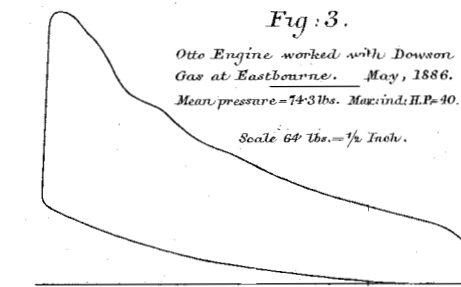 Fig: 3.
Otto Engine worked with Dowson
Gas at Eastbourne. May, 1886.
Mean pressure = 74·3 lbs. Max: ind: H.P. = 40.
Scale 64 lbs. = 1/2 Inch.